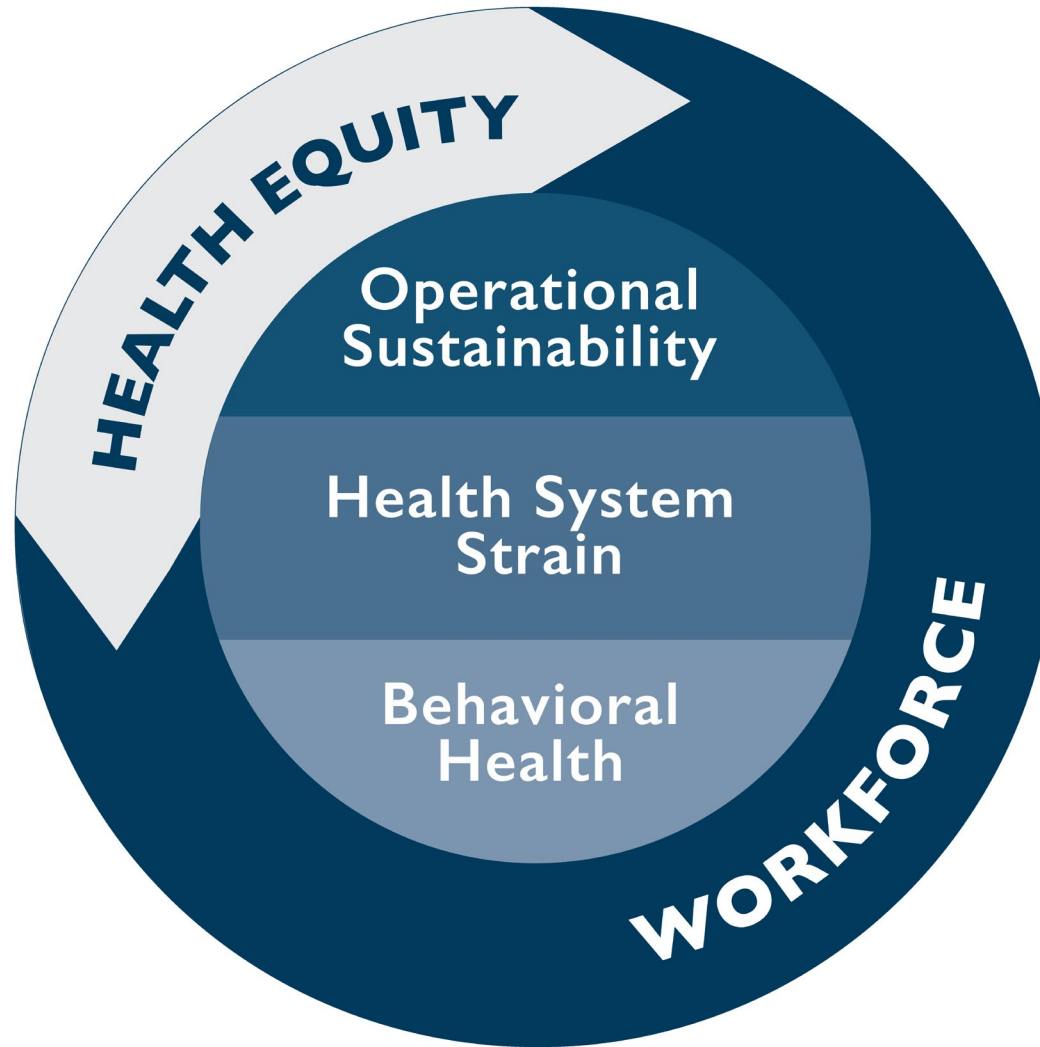 HEALTH EQUITY
Operational
Sustainability
Health System
Strain
Behavioral
Health
WORKFORCE